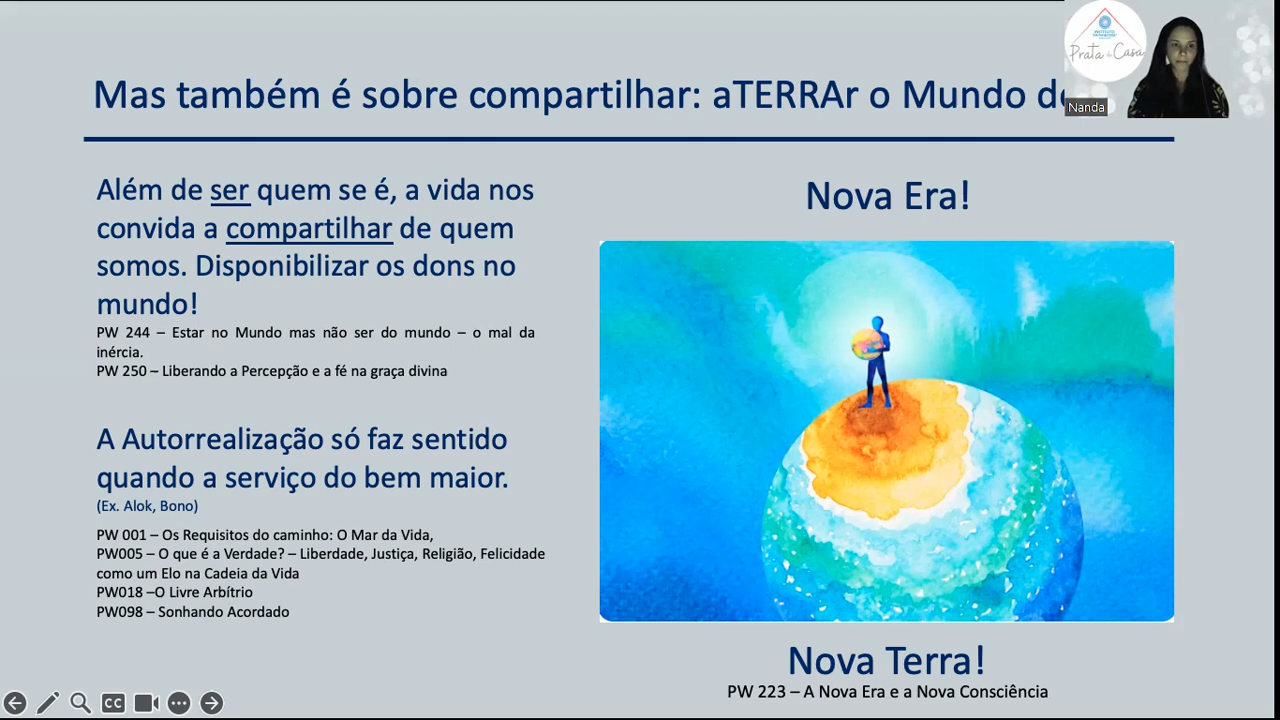 Mas também é sobre compartilhar: aTERRAr o Mundo
Prata de Casa
Nanda
Além de ser quem se é, a vida nos
convida a compartilhar de quem
somos. Disponibilizar os dons no
mundo!
PW 244 – Estar no Mundo mas não ser do mundo – o mal da
inércia.
PW 250 – Liberando a Percepção e a fé na graça divina
A Autorrealização só faz sentido
quando a serviço do bem maior.
(Ex. Alok, Bono)
PW 001 – Os Requisitos do caminho: O Mar da Vida,
PW005 – O que é a Verdade? – Liberdade, Justiça, Religião, Felicidade
como um Elo na Cadeia da Vida
PW018 –O Livre Arbítrio
PW098 – Sonhando Acordado
Nova Era!
Nova Terra!
PW 223 – A Nova Era e a Nova Consciência
CC